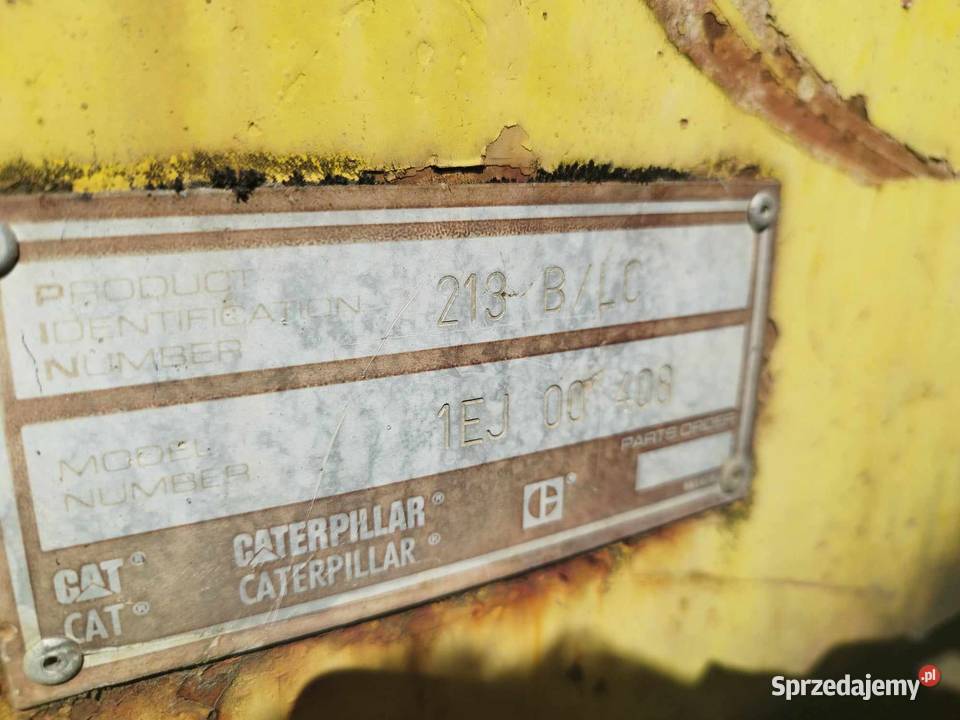 PRODUCT
IDENTIFICATION
NUMBER
213 B/LC
MODEL
NUMBER
1EJ 00 408
PARTS ORDER
CAT® CATERPILLAR®
CAT® CATERPILLAR®
Sprzedajemy.pl